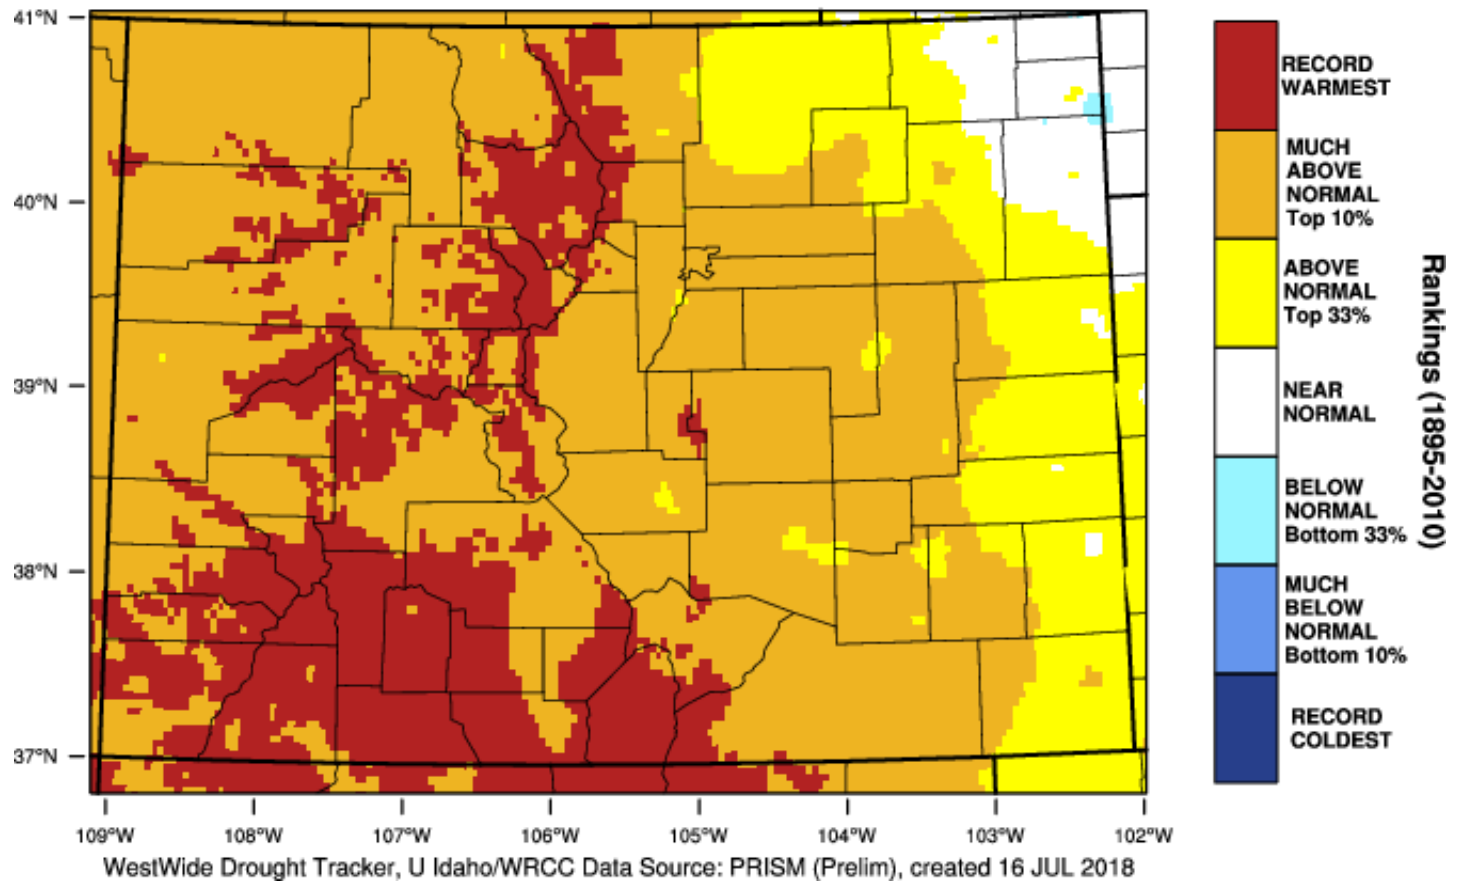 41°N
40°N
39°N
38°N
37°N
109°W 108°W 107°W 106°W 105°W 104°W 103°W 102°W
RECORD
WARMEST
MUCH
ABOVE
NORMAL
Top 10%
ABOVE
NORMAL
Top 33%
NEAR
NORMAL
BELOW
NORMAL
Bottom 33%
MUCH
BELOW
NORMAL
Bottom 10%
RECORD
COLDEST
Rankings (1895-2010)
WestWide Drought Tracker, U Idaho/WRCC Data Source: PRISM (Prelim), created 16 JUL 2018